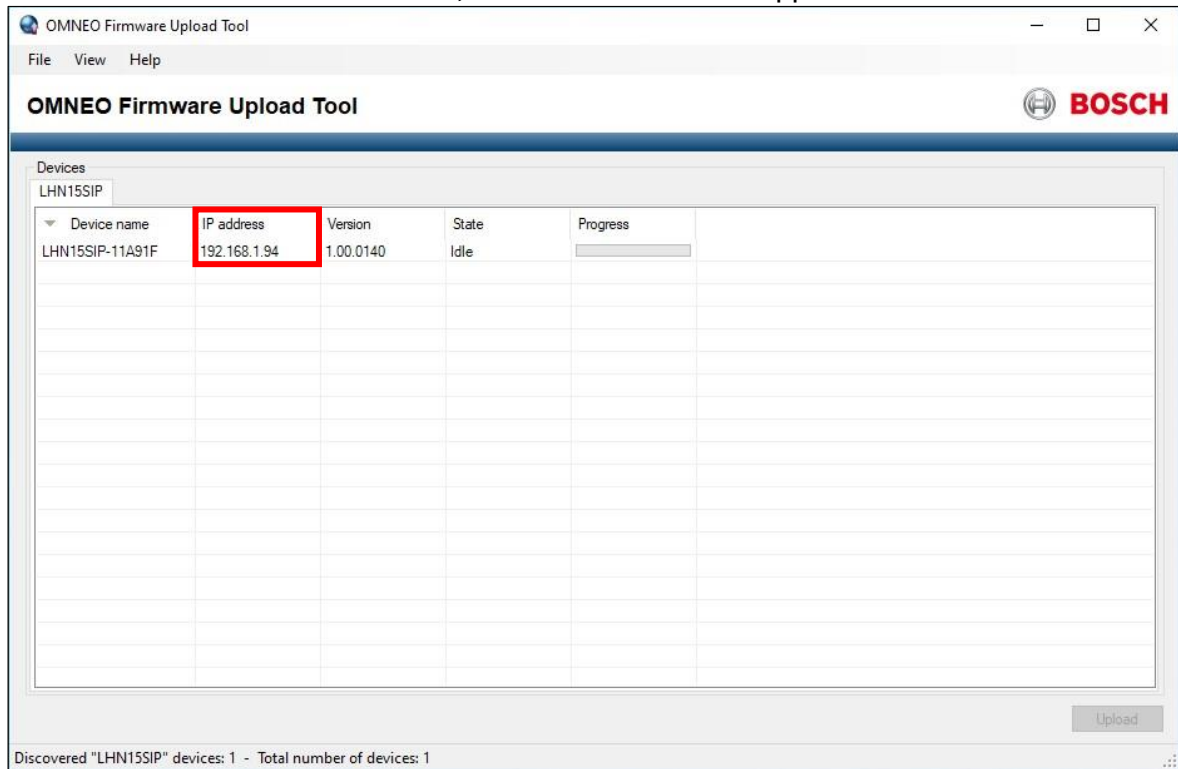 OMNEO Firmware Upload Tool
File View Help
OMNEO Firmware Upload Tool
BOSCH
Devices
LHN15SIP
Device name IP address Version State Progress
LHN15SIP-11A91F 192.168.1.94 1.00.0140 Idle
Upload
Discovered "LHN15SIP" devices: 1 - Total number of devices: 1